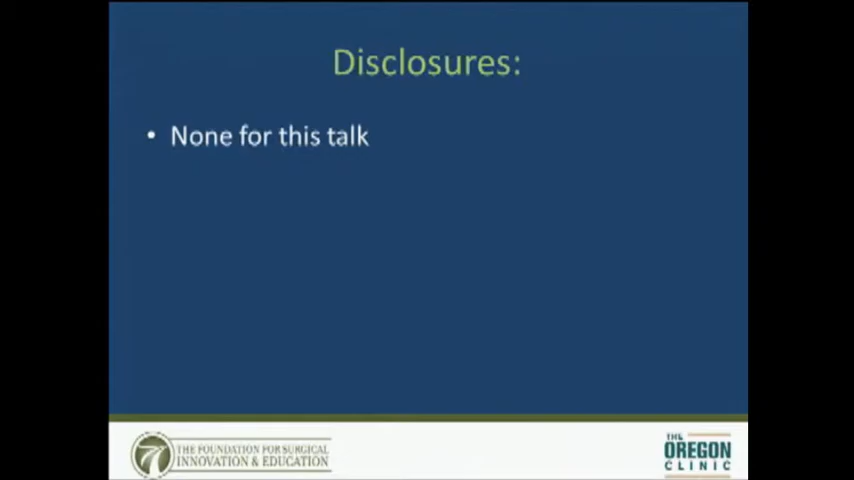 Disclosures:
• None for this talk
THE FOUNDATION FOR SURGICAL
INNOVATION & EDUCATION
THE
OREGON
CLINIC